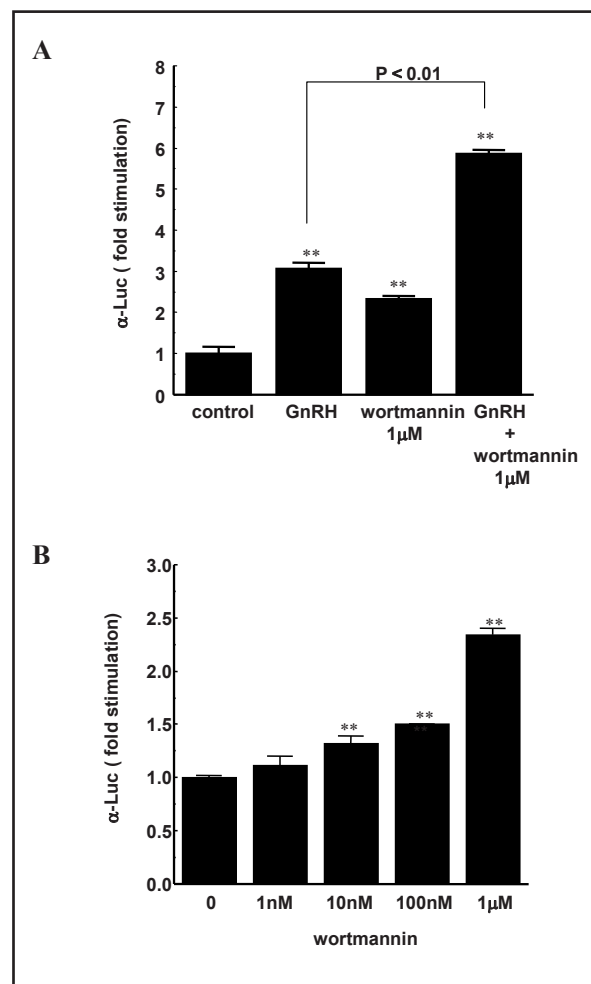 A
P < 0.01
α-Luc ( fold stimulation)
8
7
6
5
4
3
2
1
0
**
**
**
control GnRH wortmannin GnRH
1μM +
wortmannin
1μM
B
α-Luc ( fold stimulation)
3.0
2.5
2.0
1.5
1.0
0.5
0.0
**
**
**
**
0 1nM 10nM 100nM 1μM
wortmannin